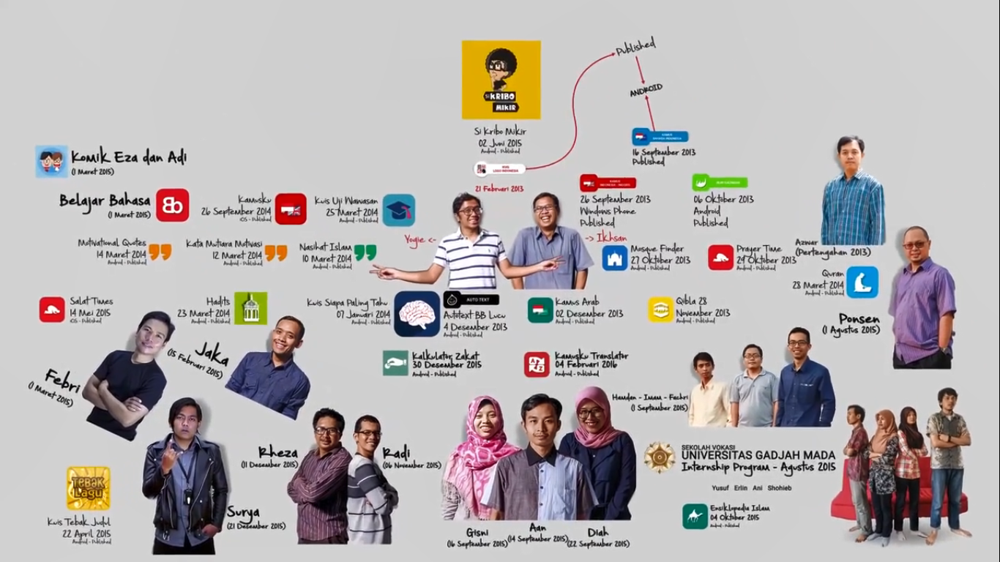 Published
ANDROID
KRIBO
MIKIR
Si Kribo Mikir
02 Juni 2015
Android - Published
16 September 2013
Published
21 Februari 2013
Komik Eza dan Adi
(1 Maret 2015)
Belajar Bahasa
(1 Maret 2015)
Bb
Kamusku
26 September 2014
iOS - Published
Kuis Uji Wawasan
25 Maret 2014
Android - Published
26 September 2013
Windows Phone
Published
06 Oktober 2013
Android
Published
Motivational Quotes
14 Maret 2014
Android - Published
Kata Mutiara Motivasi
12 Maret 2014
Android - Published
Nasihat Islam
10 Maret 2014
Android - Published
Yogie <-
-> Ikhsan
Mosque Finder
27 Oktober 2013
Android - Published
Prayer Time
29 Oktober 2013
Android - Published
Azwar
(Pertengahan 2013)
Quran
28 Maret 2014
Android - Published
Salat Times
14 Mei 2015
iOS - Published
Hadits
23 Maret 2014
Android - Published
Kuis Siapa Paling Tahu
07 Januari 2014
Android - Published
AUTO TEXT
Autotext BB Lucu
4 Desember 2013
Android - Published
Kamus Arab
02 Desember 2013
Android - Published
Qibla 28
November 2013
Android - Published
Ponsen
(1 Agustus 2015)
Jaka
(15 Februari 2015)
Febri
(1 Maret 2015)
Kalkulator Zakat
30 Desember 2015
Android - Published
Kamusku Translator
04 Februari 2016
Android - Published
Hamdan - Imam - Fachri
(1 September 2015)
Rheza
(11 Desember 2015)
Radi
(06 November 2015)
SEKOLAH VOKASI
UNIVERSITAS GADJAH MADA
Internship Program - Agustus 2015
Yusuf Erlin Ani Shohieb
TEBAK
Lagu
Kuis Tebak Judul
22 April 2015
Android - Published
Surya
(21 Desember 2015)
Gisni
(16 September 2015)
Aan
(14 September 2015)
Diah
(22 September 2015)
Ensiklopedia Islam
04 Oktober 2015
Android - Published